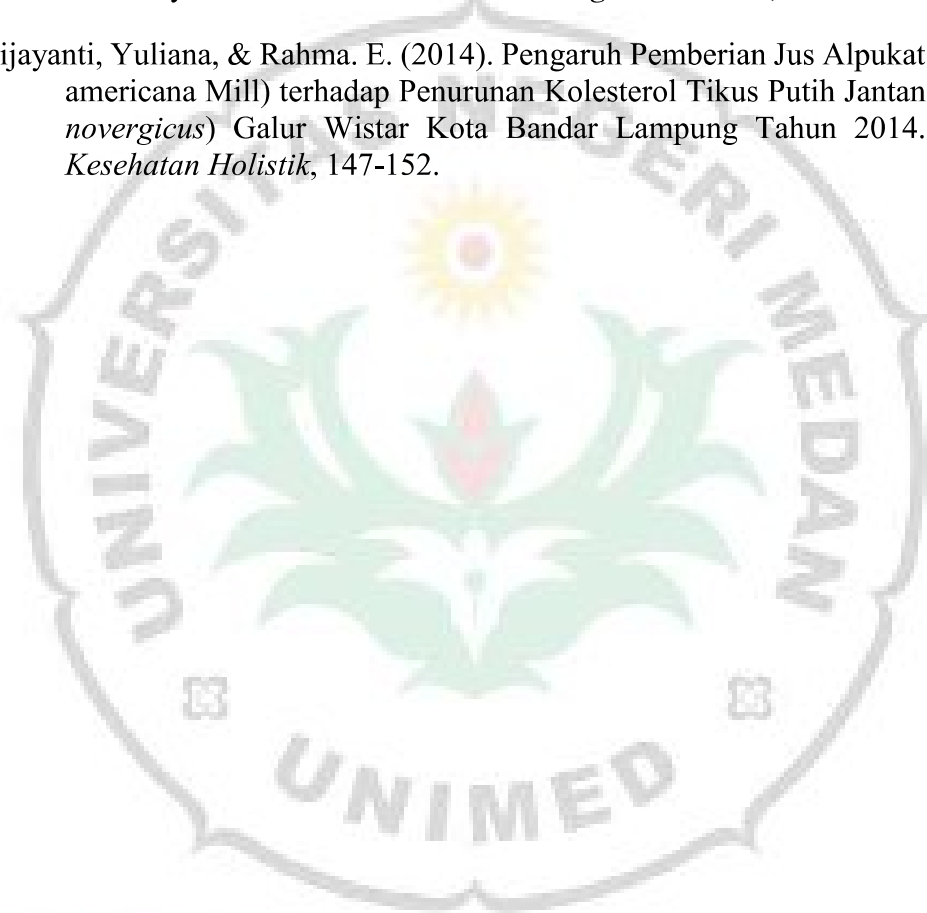 ijayanti, Yuliana, & Rahma. E. (2014). Pengaruh Pemberian Jus Alpukat
americana Mill) terhadap Penurunan Kolesterol Tikus Putih Jantan
novergicus) Galur Wistar Kota Bandar Lampung Tahun 2014.
Kesehatan Holistik, 147-152.
UNIVERSITAS NEGERI MEDAN
UNIMED